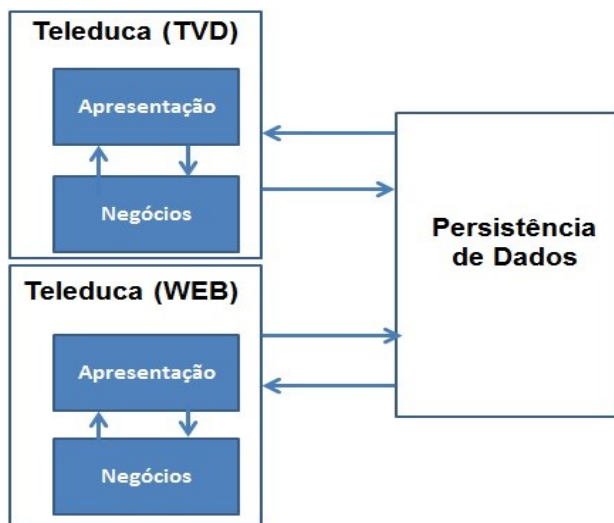 Teleduca (TVD)
Apresentação
Negócios
Teleduca (WEB)
Apresentação
Negócios
Persistência
de Dados